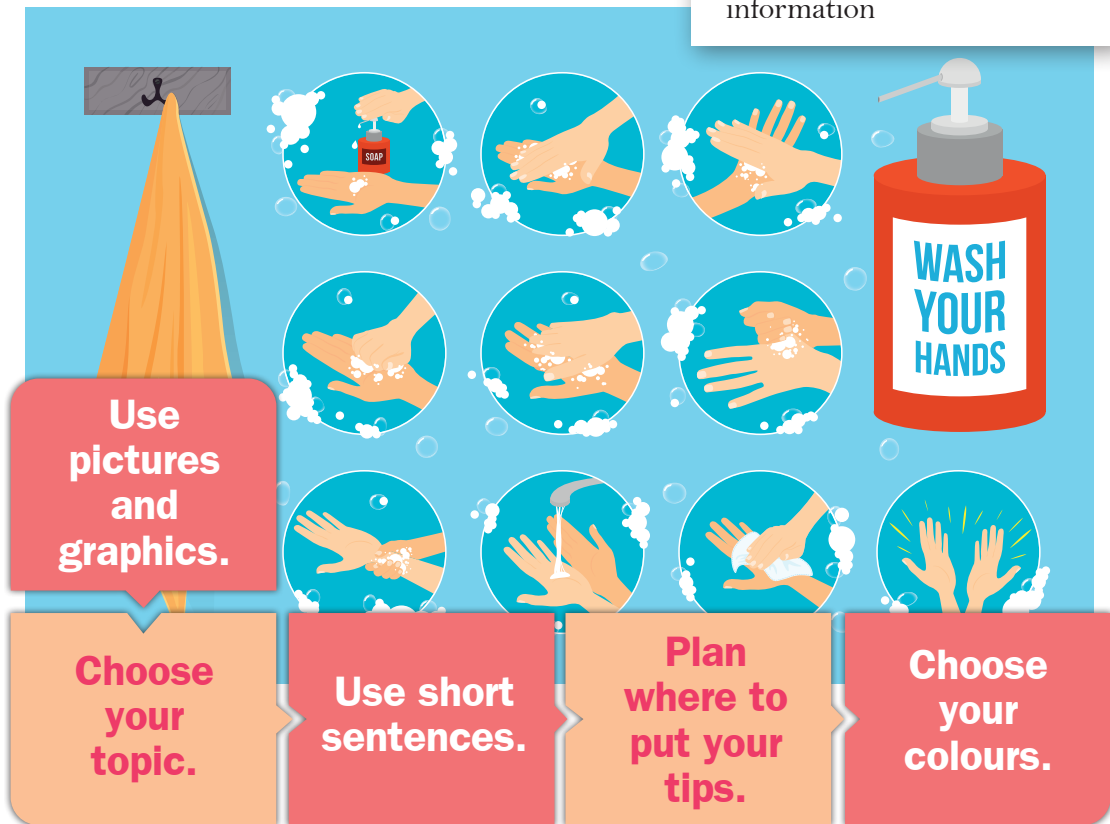 information
SOAP
WASH
YOUR
HANDS
Use
pictures
and
graphics.
Choose
your
topic.
Use short
sentences.
Plan
where to
put your
tips.
Choose
your
colours.